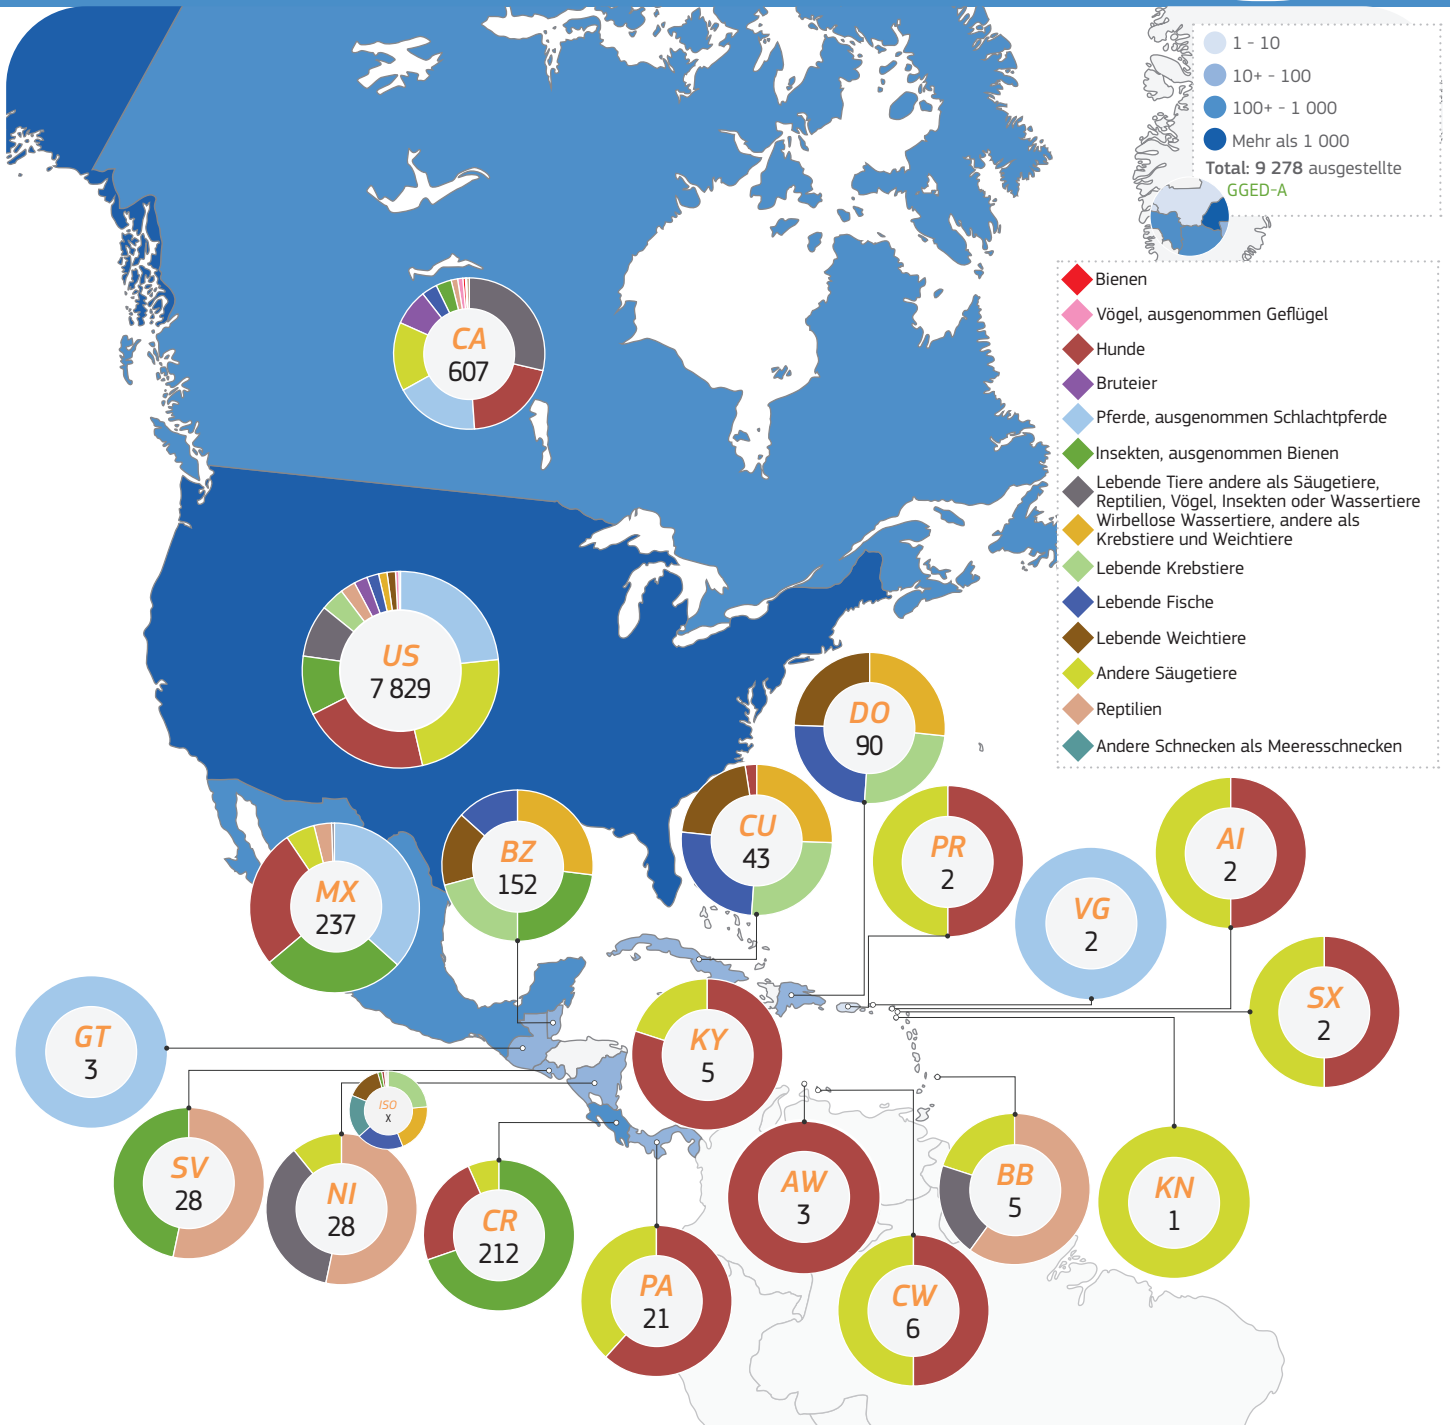 1 - 10
10+ - 100
100+ - 1 000
Mehr als 1 000
Total: 9 278 ausgestellte
GGED-A
Bienen
Vögel, ausgenommen Geflügel
Hunde
Bruteier
Pferde, ausgenommen Schlachtpferde
Insekten, ausgenommen Bienen
Lebende Tiere andere als Säugetiere,
Reptilien, Vögel, Insekten oder Wassertiere
Wirbellose Wassertiere, andere als
Krebstiere und Weichtiere
Lebende Krebstiere
Lebende Fische
Lebende Weichtiere
Andere Säugetiere
Reptilien
Andere Schnecken als Meeresschnecken
CA
607
US
7 829
DO
90
CU
43
BZ
152
MX
237
PR
2
VG
2
AI
2
SX
2
GT
3
KY
5
ISO
X
SV
28
NI
28
CR
212
PA
21
AW
3
CW
6
BB
5
KN
1